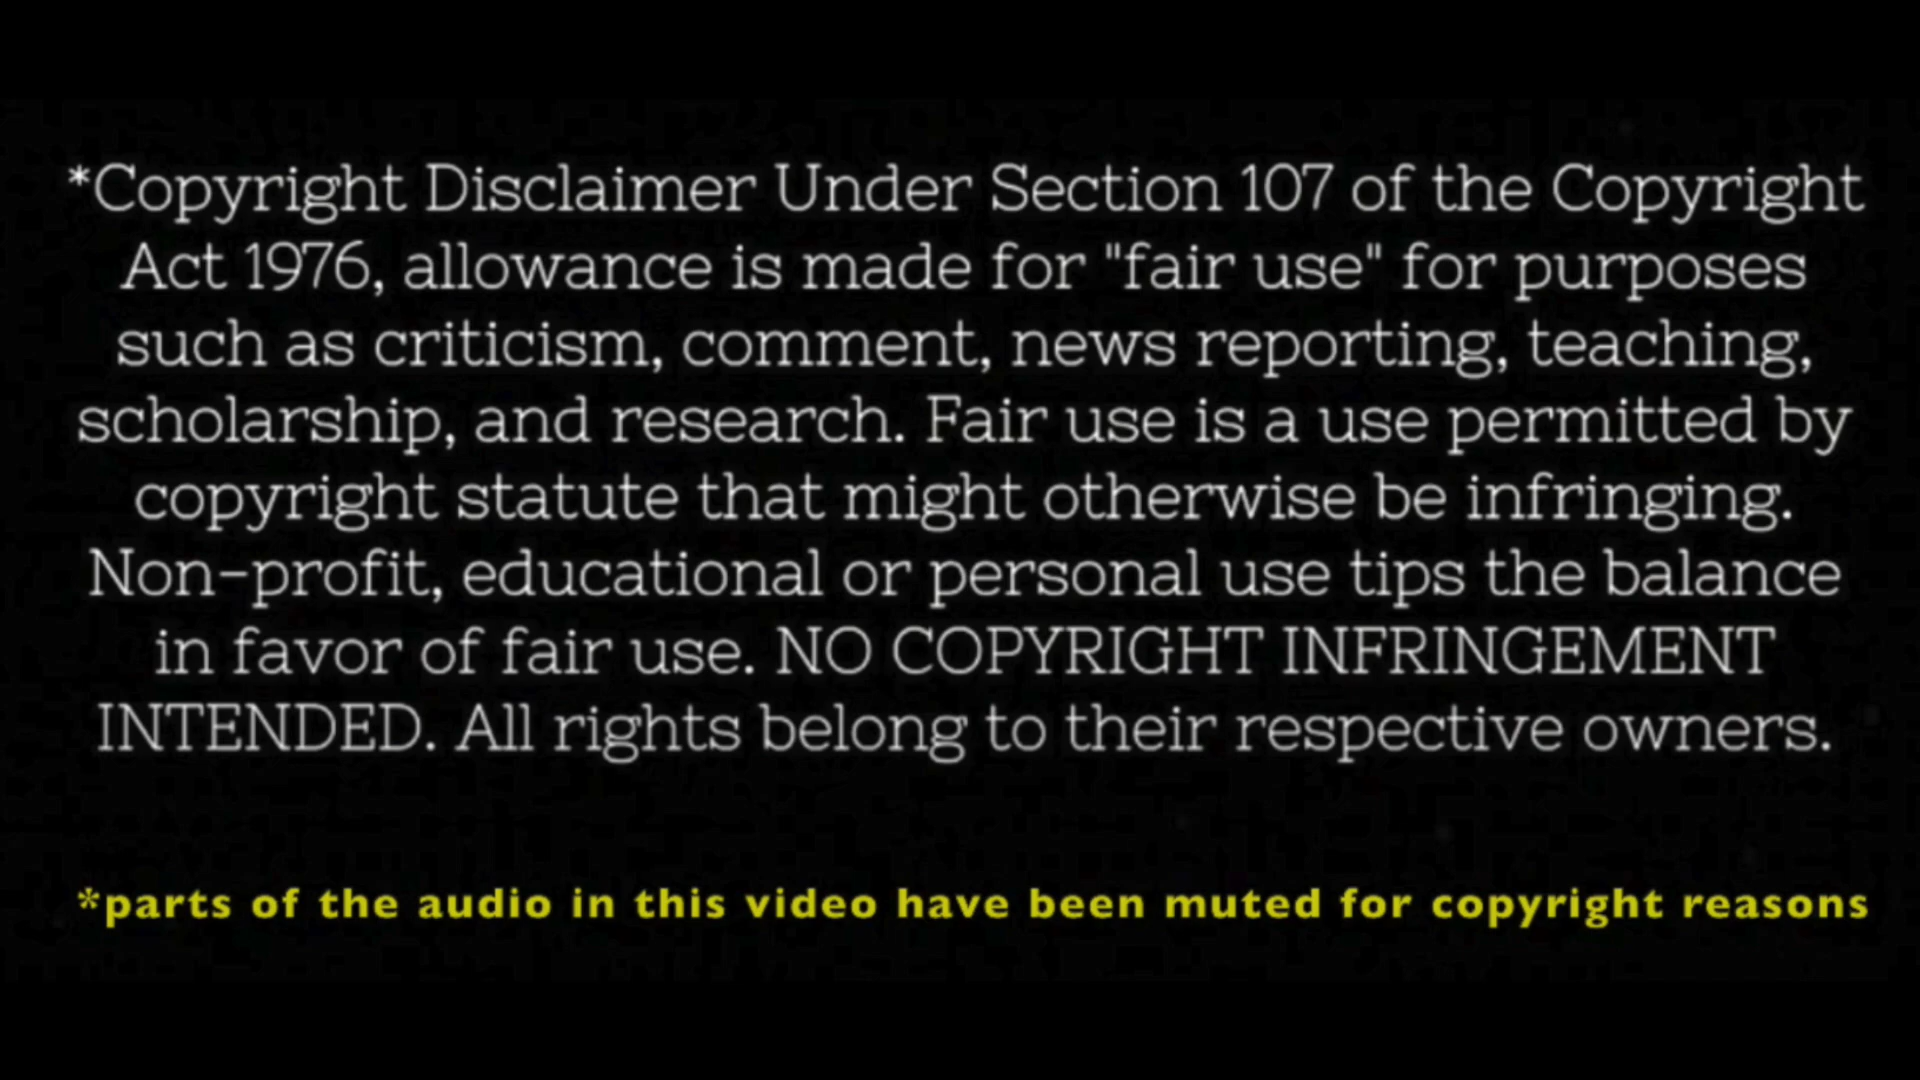 *Copyright Disclaimer Under Section 107 of the Copyright
Act 1976, allowance is made for "fair use" for purposes
such as criticism, comment, news reporting, teaching,
scholarship, and research. Fair use is a use permitted by
copyright statute that might otherwise be infringing.
Non-profit, educational or personal use tips the balance
in favor of fair use. NO COPYRIGHT INFRINGEMENT
INTENDED. All rights belong to their respective owners.
*parts of the audio in this video have been muted for copyright reasons